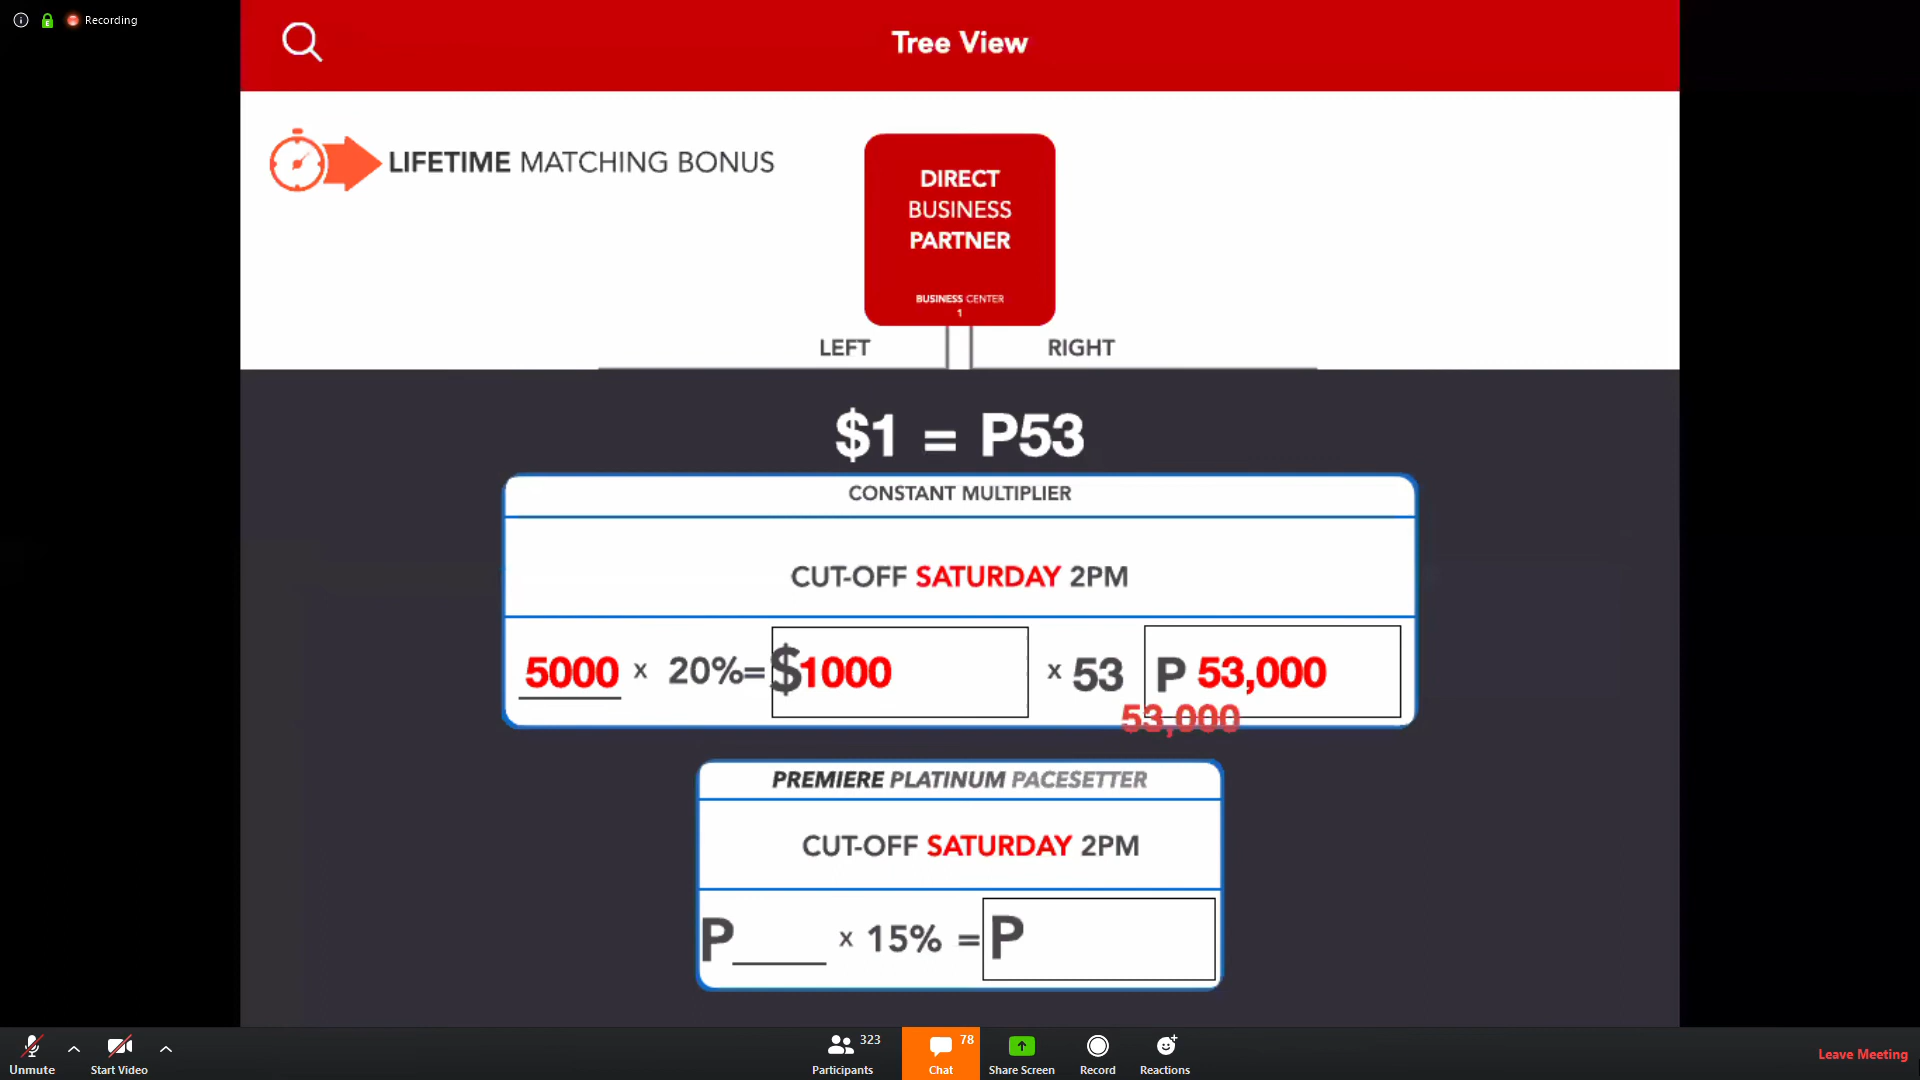 Recording
Tree View
LIFETIME MATCHING BONUS
DIRECT
BUSINESS
PARTNER
BUSINESS CENTER
1
LEFT
RIGHT
$1 = P53
CONSTANT MULTIPLIER
CUT-OFF SATURDAY 2PM
5000 x 20%= $1000 x 53 P 53,000
53,000
PREMIERE PLATINUM PACESETTER
CUT-OFF SATURDAY 2PM
P____ x 15% = P
Unmute
Start Video
Participants 323
Chat 78
Share Screen
Record
Reactions
Leave Meeting